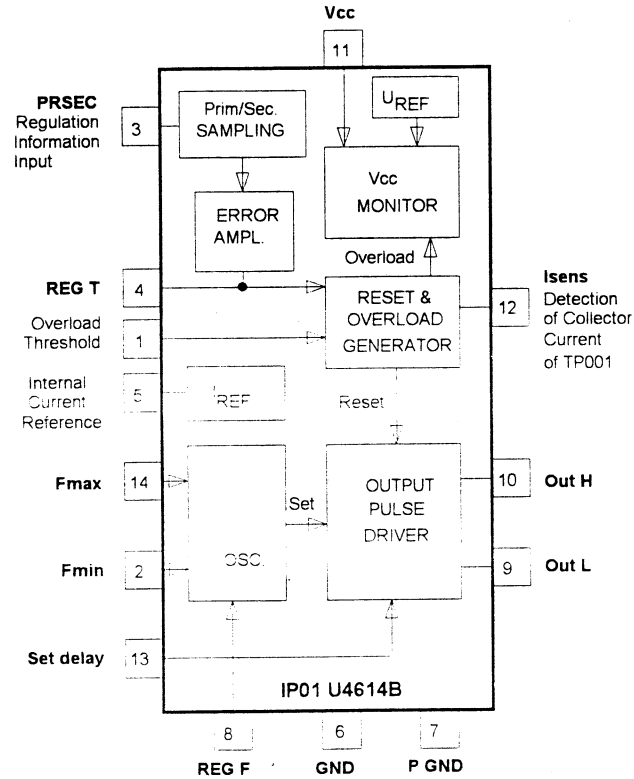 Vcc
11
PRSEC
Regulation
Information
Input
3
Prim/Sec.
SAMPLING
UREF
Vcc
MONITOR
ERROR
AMPL.
Overload
REG T
4
RESET &
OVERLOAD
GENERATOR
12
Isens
Detection
of Collector
Current
of TP001
Overload
Threshold
1
Internal
Current
Reference
5
IREF
Reset
Fmax
14
OSC.
Set
OUTPUT
PULSE
DRIVER
10
Out H
Fmin
2
9
Out L
Set delay
13
IP01 U4614B
8
6
7
REG F
GND
P GND